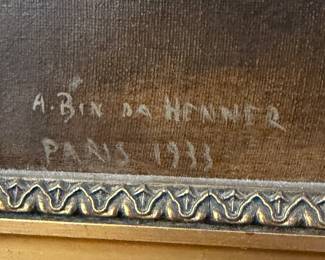 A. BIN DA HENNER
PARIS 1933